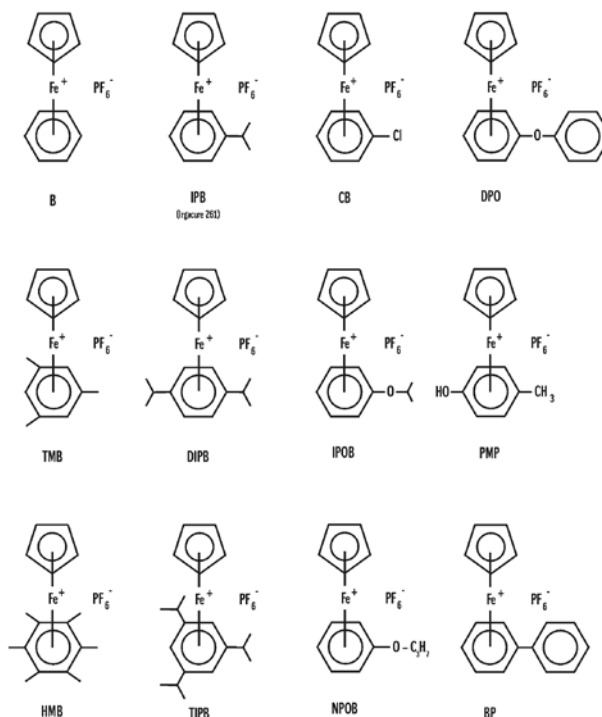 Fe⁺ PF₆⁻ Fe⁺ PF₆⁻ Fe⁺ PF₆⁻ Fe⁺ PF₆⁻
Cl O
B IPB CB DPO
(Irgacure 261)
Fe⁺ PF₆⁻ Fe⁺ PF₆⁻ Fe⁺ PF₆⁻ Fe⁺ PF₆⁻
O HO CH₃
TMB DIPB IPOB PMP
Fe⁺ PF₆⁻ Fe⁺ PF₆⁻ Fe⁺ PF₆⁻ Fe⁺ PF₆⁻
O – C₃H₇
HMB TIPB NPOB BP